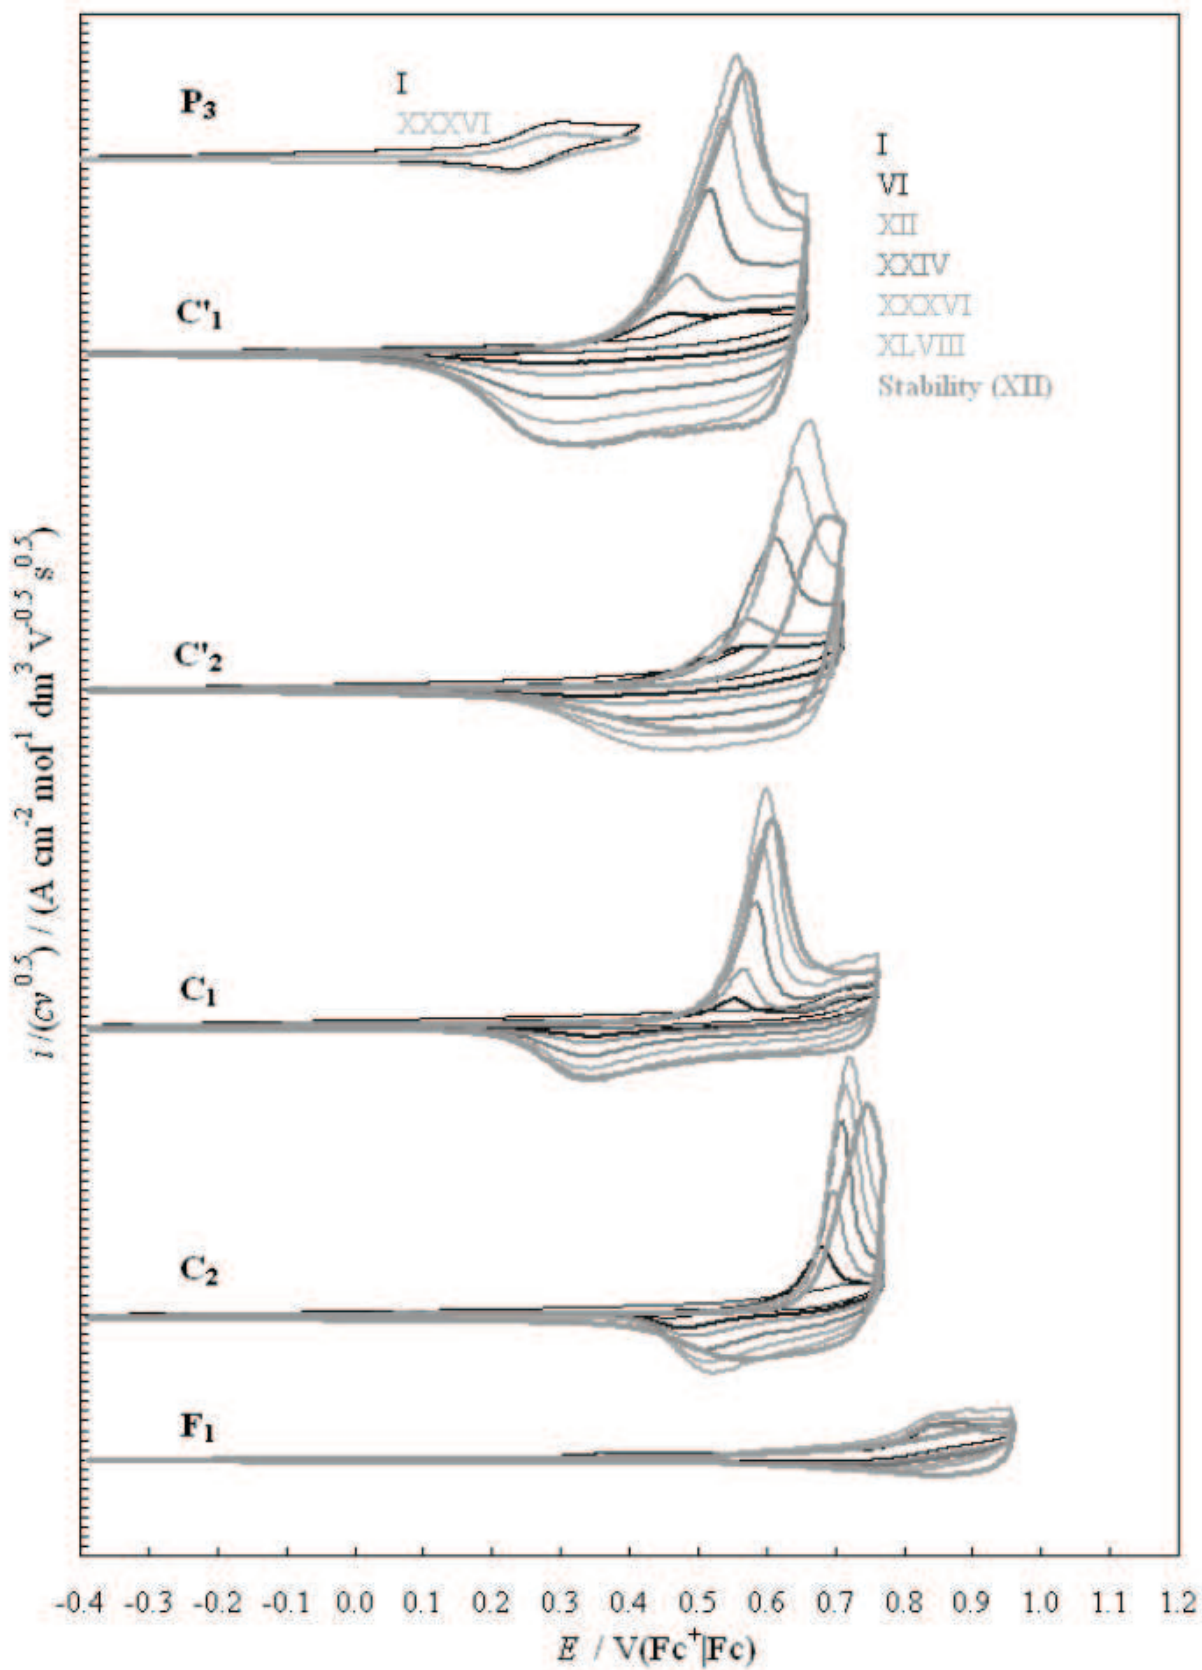 P3
I
XXXVI
I
VI
XII
XXIV
XXXVI
XLVIII
Stability (XII)
C"1
C"2
C1
C2
F1
i/(cv^0.5) / (A cm^-2 mol^-1 dm^3 V^-0.5 s^0.5)
-0.4 -0.3 -0.2 -0.1 0.0 0.1 0.2 0.3 0.4 0.5 0.6 0.7 0.8 0.9 1.0 1.1 1.2
E / V(Fc+|Fc)